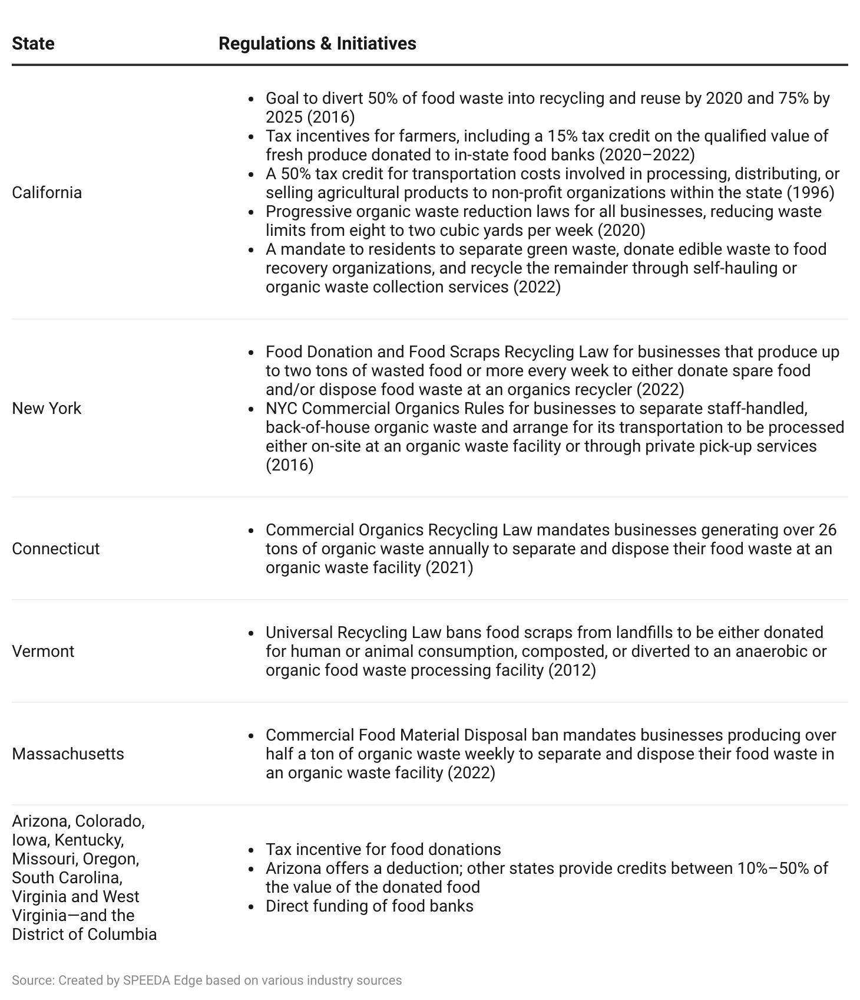 State
Regulations & Initiatives
California
• Goal to divert 50% of food waste into recycling and reuse by 2020 and 75% by
2025 (2016)
• Tax incentives for farmers, including a 15% tax credit on the qualified value of
fresh produce donated to in-state food banks (2020–2022)
• A 50% tax credit for transportation costs involved in processing, distributing, or
selling agricultural products to non-profit organizations within the state (1996)
• Progressive organic waste reduction laws for all businesses, reducing waste
limits from eight to two cubic yards per week (2020)
• A mandate to residents to separate green waste, donate edible waste to food
recovery organizations, and recycle the remainder through self-hauling or
organic waste collection services (2022)
New York
• Food Donation and Food Scraps Recycling Law for businesses that produce up
to two tons of wasted food or more every week to either donate spare food
and/or dispose food waste at an organics recycler (2022)
• NYC Commercial Organics Rules for businesses to separate staff-handled,
back-of-house organic waste and arrange for its transportation to be processed
either on-site at an organic waste facility or through private pick-up services
(2016)
Connecticut
• Commercial Organics Recycling Law mandates businesses generating over 26
tons of organic waste annually to separate and dispose their food waste at an
organic waste facility (2021)
Vermont
• Universal Recycling Law bans food scraps from landfills to be either donated
for human or animal consumption, composted, or diverted to an anaerobic or
organic food waste processing facility (2012)
Massachusetts
• Commercial Food Material Disposal ban mandates businesses producing over
half a ton of organic waste weekly to separate and dispose their food waste in
an organic waste facility (2022)
Arizona, Colorado,
Iowa, Kentucky,
Missouri, Oregon,
South Carolina,
Virginia and West
Virginia—and the
District of Columbia
• Tax incentive for food donations
• Arizona offers a deduction; other states provide credits between 10%–50% of
the value of the donated food
• Direct funding of food banks
Source: Created by SPEEDA Edge based on various industry sources